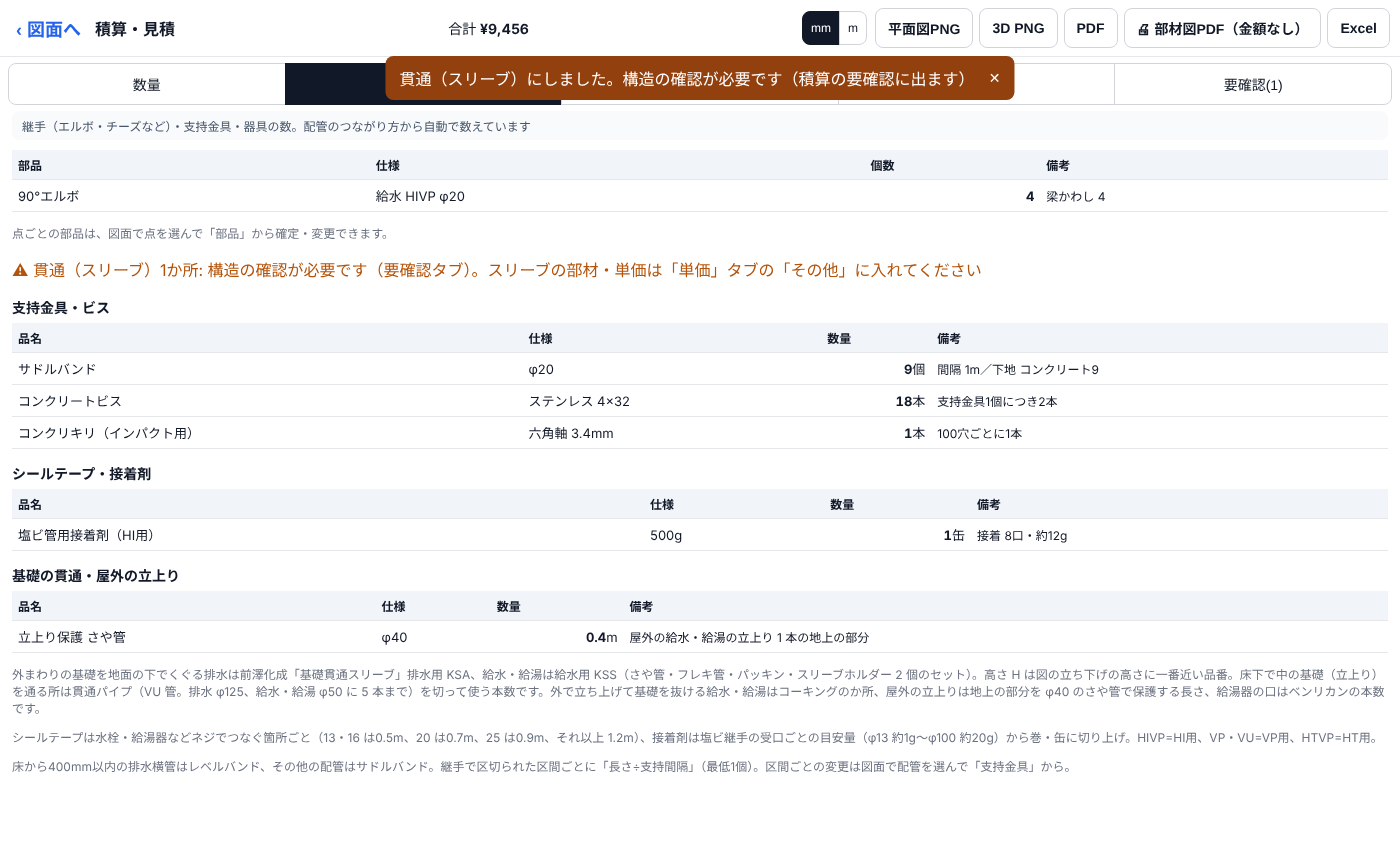 ‹ 図面へ 積算・見積 合計 ¥9,456 mm m 平面図PNG 3D PNG PDF 🖨 部材図PDF（金額なし） Excel
貫通（スリーブ）にしました。構造の確認が必要です（積算の要確認に出ます） ×
数量 要確認(1)
継手（エルボ・チーズなど）・支持金具・器具の数。配管のつながり方から自動で数えています
部品 仕様 個数 備考
90°エルボ 給水 HIVP φ20 4 梁かわし 4
点ごとの部品は、図面で点を選んで「部品」から確定・変更できます。
⚠ 貫通（スリーブ）1か所: 構造の確認が必要です（要確認タブ）。スリーブの部材・単価は「単価」タブの「その他」に入れてください
支持金具・ビス
品名 仕様 数量 備考
サドルバンド φ20 9個 間隔 1m／下地 コンクリート9
コンクリートビス ステンレス 4×32 18本 支持金具1個につき2本
コンクリキリ（インパクト用） 六角軸 3.4mm 1本 100穴ごとに1本
シールテープ・接着剤
品名 仕様 数量 備考
塩ビ管用接着剤（HI用） 500g 1缶 接着 8口・約12g
基礎の貫通・屋外の立上り
品名 仕様 数量 備考
立上り保護 さや管 φ40 0.4m 屋外の給水・給湯の立上り 1 本の地上の部分
外まわりの基礎を地面の下でくぐる排水は前澤化成「基礎貫通スリーブ」排水用 KSA、給水・給湯は給水用 KSS（さや管・フレキ管・パッキン・スリーブホルダー 2 個のセット）。高さ H は図の立ち下げの高さに一番近い品番。床下で中の基礎（立上り）
を通る所は貫通パイプ（VU 管。排水 φ125、給水・給湯 φ50 に 5 本まで）を切って使う本数です。外で立ち上げて基礎を抜ける給水・給湯はコーキングのか所、屋外の立上りは地上の部分を φ40 のさや管で保護する長さ、給湯器の口はベンリカンの本数
です。
シールテープは水栓・給湯器などネジでつなぐ箇所ごと（13・16 は0.5m、20 は0.7m、25 は0.9m、それ以上 1.2m）、接着剤は塩ビ継手の受口ごとの目安量（φ13 約1g〜φ100 約20g）から巻・缶に切り上げ。HIVP=HI用、VP・VU=VP用、HTVP=HT用。
床から400mm以内の排水横管はレベルバンド、その他の配管はサドルバンド。継手で区切られた区間ごとに「長さ÷支持間隔」（最低1個）。区間ごとの変更は図面で配管を選んで「支持金具」から。